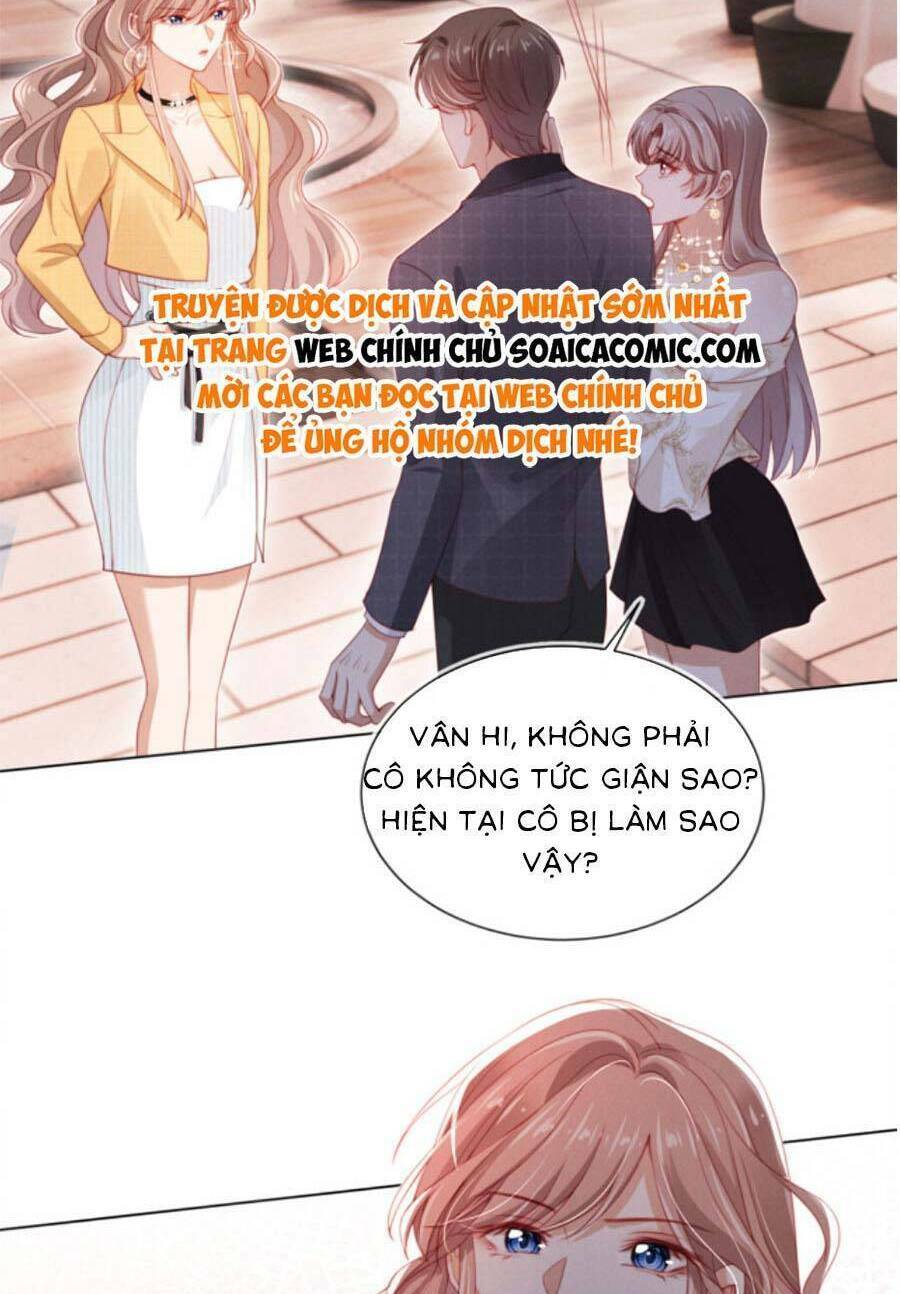 TRUYỆN ĐƯỢC DỊCH VÀ CẬP NHẬT SỚM NHẤT
TẠI TRANG WEB CHÍNH CHỦ SOAICACOMIC.COM
MỜI CÁC BẠN ĐỌC TẠI WEB CHÍNH CHỦ
ĐỂ ỦNG HỘ NHÓM DỊCH NHÉ!
VÂN HI, KHÔNG PHẢI
CÔ KHÔNG TỨC GIẬN SAO?
HIỆN TẠI CÔ BỊ LÀM SAO
VẬY?